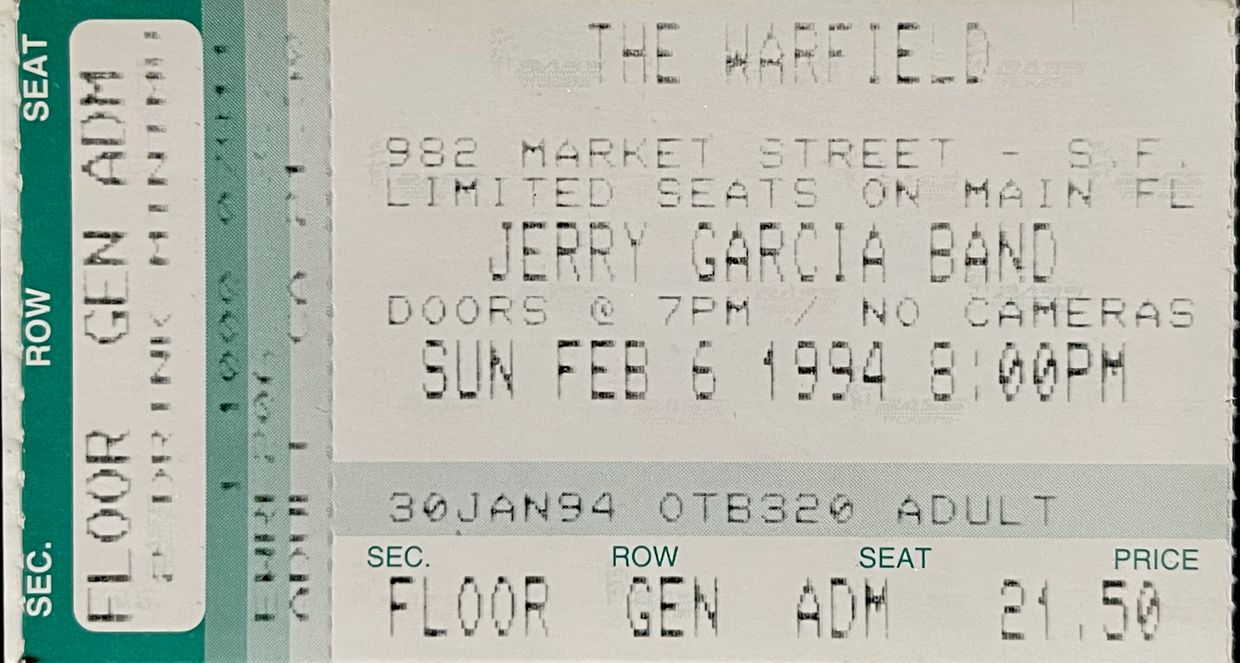 THE WARFIELD
982 MARKET STREET - S.F.
LIMITED SEATS ON MAIN FL
JERRY GARCIA BAND
DOORS @ 7PM / NO CAMERAS
SUN FEB 6 1994 8:00PM
30JAN94 OTB320 ADULT
SEC. ROW SEAT PRICE
FLOOR GEN ADM 21.50
SEC. ROW SEAT
FLOOR GEN ADM
DRINK MINIMU